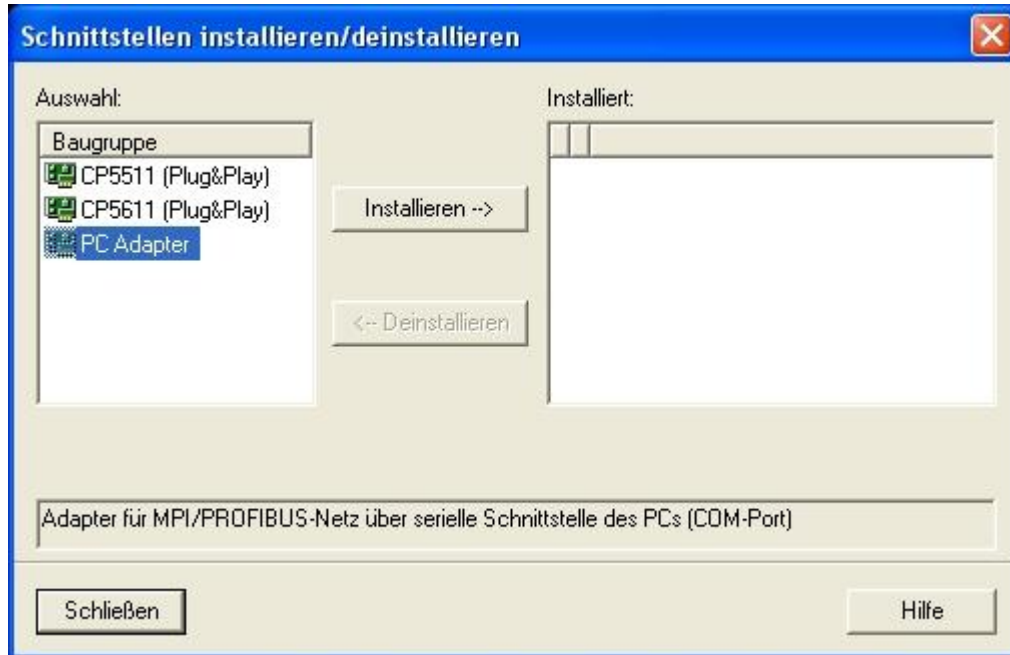 Schnittstellen installieren/deinstallieren
Auswahl:
Installiert:
Baugruppe
CP5511 (Plug&Play)
CP5611 (Plug&Play)
PC Adapter
Installieren -->
<-- Deinstallieren
Adapter für MPI/PROFIBUS-Netz über serielle Schnittstelle des PCs (COM-Port)
Schließen
Hilfe